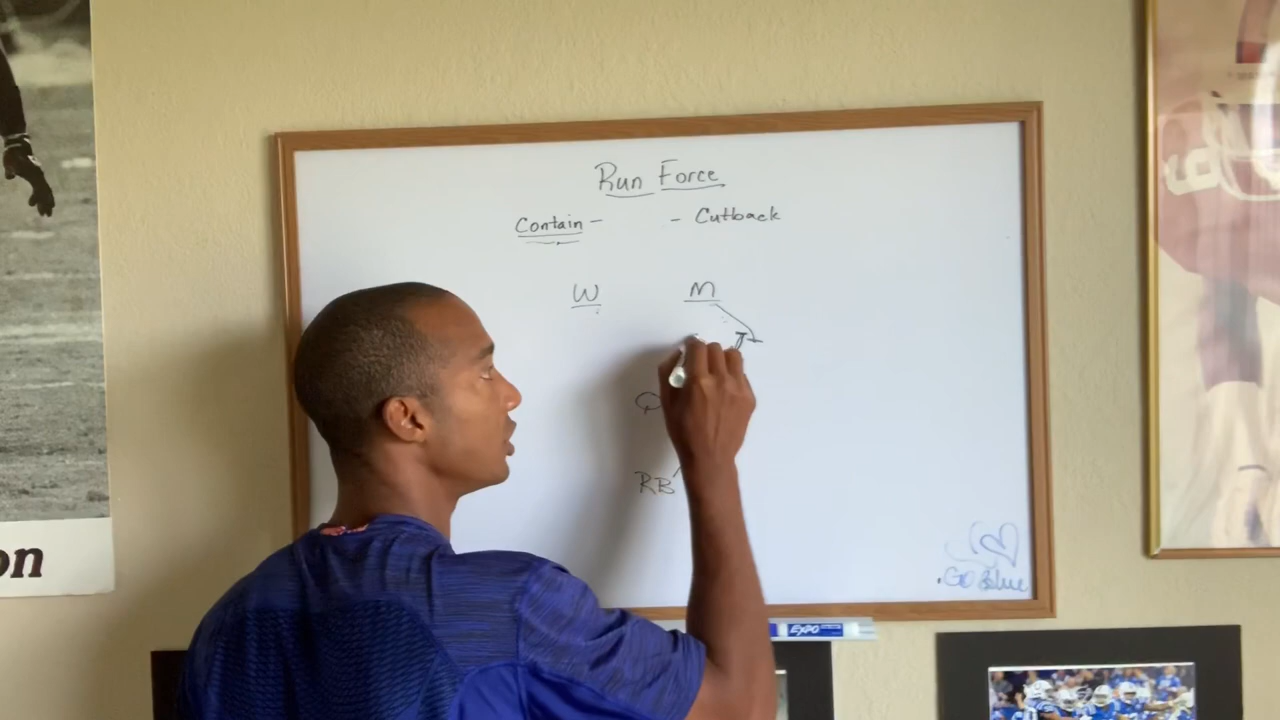 Run Force
Contain - - Cutback
W M
Q
RB
Go Blue
EXPO
on